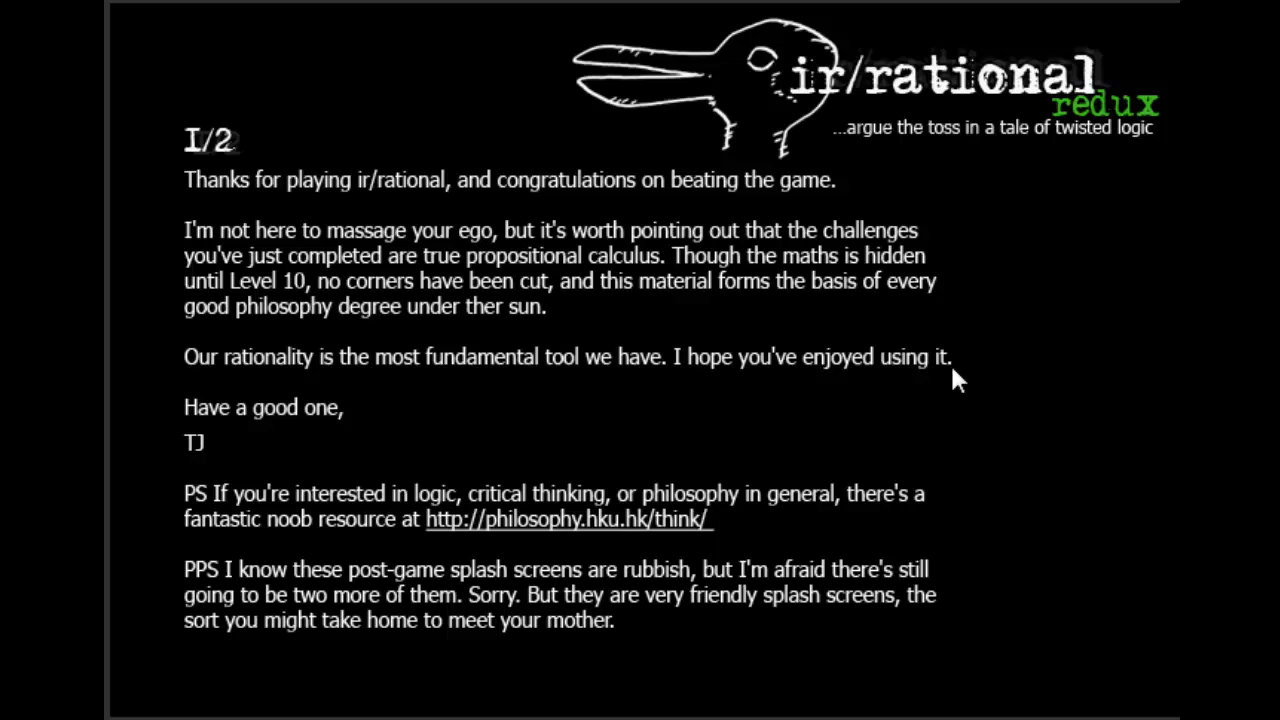 ir/rational
redux
...argue the toss in a tale of twisted logic
I/2
Thanks for playing ir/rational, and congratulations on beating the game.
I'm not here to massage your ego, but it's worth pointing out that the challenges
you've just completed are true propositional calculus. Though the maths is hidden
until Level 10, no corners have been cut, and this material forms the basis of every
good philosophy degree under ther sun.
Our rationality is the most fundamental tool we have. I hope you've enjoyed using it.
Have a good one,
TJ
PS If you're interested in logic, critical thinking, or philosophy in general, there's a
fantastic noob resource at http://philosophy.hku.hk/think/
PPS I know these post-game splash screens are rubbish, but I'm afraid there's still
going to be two more of them. Sorry. But they are very friendly splash screens, the
sort you might take home to meet your mother.